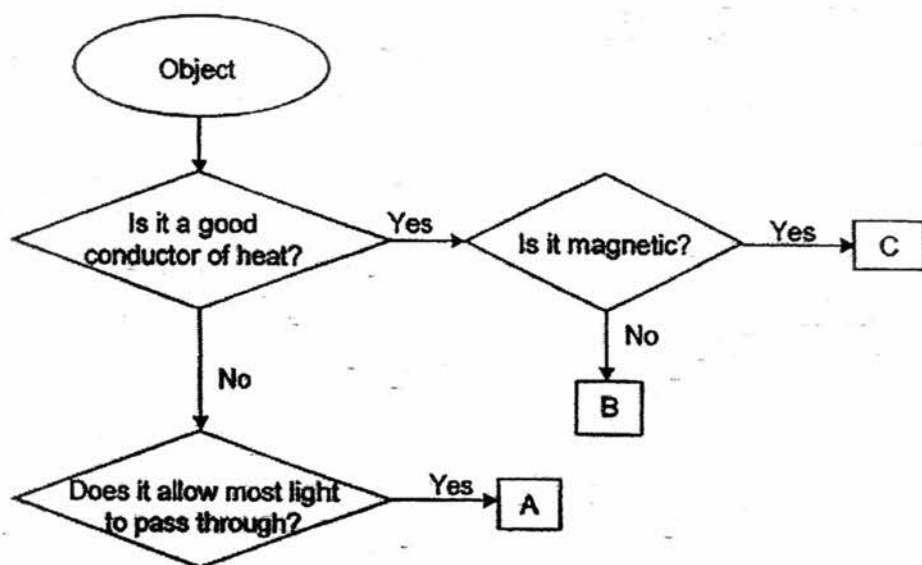 Object
Is it a good
conductor of heat?
Yes
Is it magnetic?
Yes
C
No
B
No
Does it allow most light
to pass through?
Yes
A